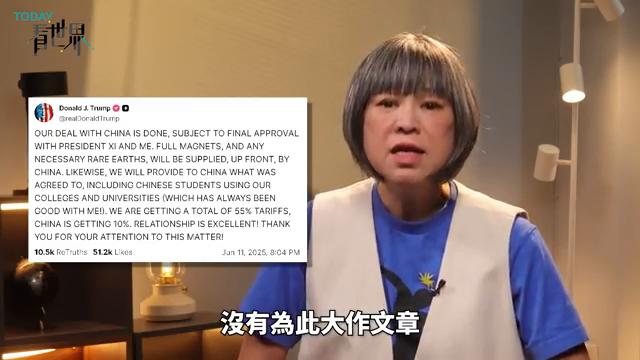 TODAY
看世界
Donald J. Trump
@realDonaldTrump
OUR DEAL WITH CHINA IS DONE, SUBJECT TO FINAL APPROVAL
WITH PRESIDENT XI AND ME. FULL MAGNETS, AND ANY
NECESSARY RARE EARTHS, WILL BE SUPPLIED, UP FRONT, BY
CHINA. LIKEWISE, WE WILL PROVIDE TO CHINA WHAT WAS
AGREED TO, INCLUDING CHINESE STUDENTS USING OUR
COLLEGES AND UNIVERSITIES (WHICH HAS ALWAYS BEEN
GOOD WITH ME!). WE ARE GETTING A TOTAL OF 55% TARIFFS,
CHINA IS GETTING 10%. RELATIONSHIP IS EXCELLENT! THANK
YOU FOR YOUR ATTENTION TO THIS MATTER!
10.5k ReTruths 51.2k Likes Jun 11, 2025, 8:04 PM
沒有為此大作文章